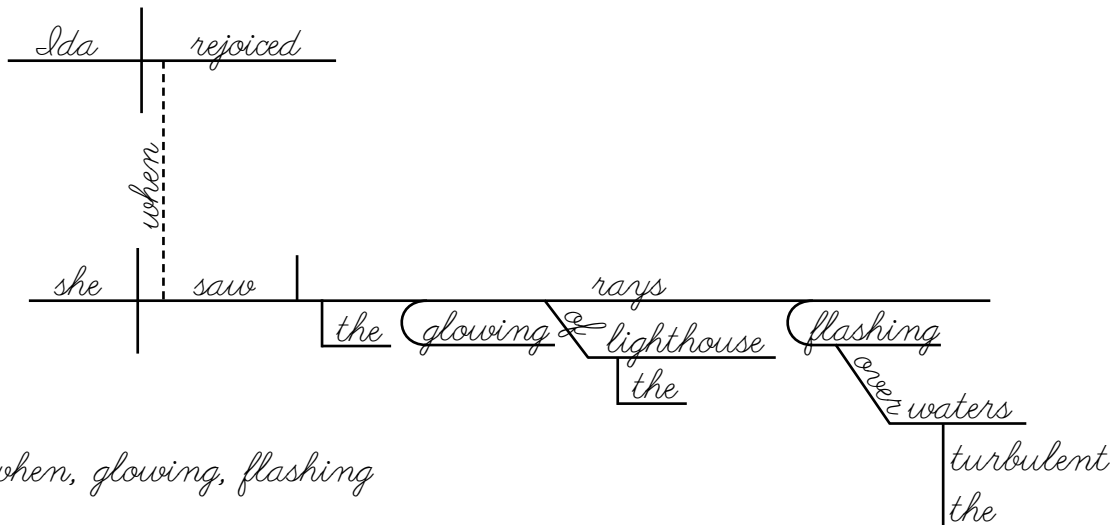 Ida rejoiced
when
she saw rays
the glowing of lighthouse flashing
the
over waters
turbulent
the
when, glowing, flashing